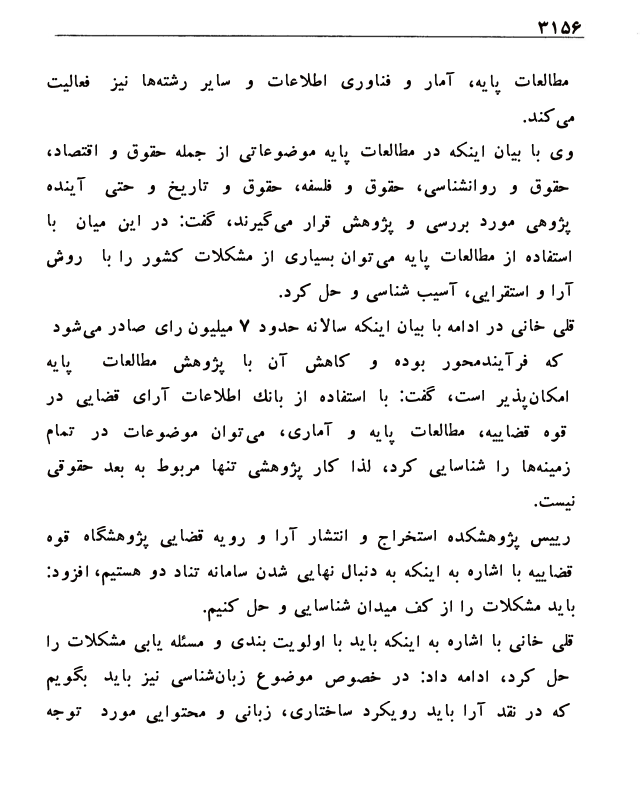 ۳۱۵۶
مطالعات پایه، آمار و فناوری اطلاعات و سایر رشته‌ها نیز فعالیت
می‌کند.
وی با بیان اینکه در مطالعات پایه موضوعاتی از جمله حقوق و اقتصاد،
حقوق و روانشناسی، حقوق و فلسفه، حقوق و تاریخ و حتی آینده
پژوهی مورد بررسی و پژوهش قرار می‌گیرند، گفت: در این میان با
استفاده از مطالعات پایه می‌توان بسیاری از مشکلات کشور را با روش
آرا و استقرایی، آسیب شناسی و حل کرد.
قلی خانی در ادامه با بیان اینکه سالانه حدود ۷ میلیون رای صادر می‌شود
که فرآیندمحور بوده و کاهش آن با پژوهش مطالعات پایه
امکان‌پذیر است، گفت: با استفاده از بانک اطلاعات آرای قضایی در
قوه قضاییه، مطالعات پایه و آماری، می‌توان موضوعات در تمام
زمینه‌ها را شناسایی کرد، لذا کار پژوهشی تنها مربوط به بعد حقوقی
نیست.
رییس پژوهشکده استخراج و انتشار آرا و رویه قضایی پژوهشگاه قوه
قضاییه با اشاره به اینکه به دنبال نهایی شدن سامانه تناد دو هستیم، افزود:
باید مشکلات را از کف میدان شناسایی و حل کنیم.
قلی خانی با اشاره به اینکه باید با اولویت بندی و مسئله یابی مشکلات را
حل کرد، ادامه داد: در خصوص موضوع زبان‌شناسی نیز باید بگویم
که در نقد آرا باید رویکرد ساختاری، زبانی و محتوایی مورد توجه